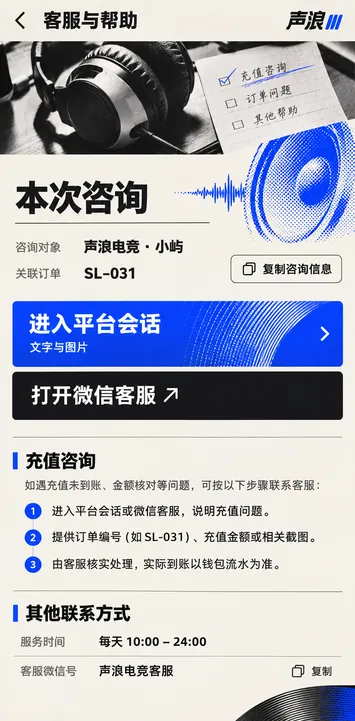 客服与帮助
声浪
充值咨询
订单问题
其他帮助
本次咨询
咨询对象 声浪电竞·小屿
关联订单 SL-031
复制咨询信息
进入平台会话
文字与图片
打开微信客服
充值咨询
如遇充值未到账、金额核对等问题,可按以下步骤联系客服:
1 进入平台会话或微信客服,说明充值问题。
2 提供订单编号(如 SL-031)、充值金额或相关截图。
3 由客服核实处理,实际到账以钱包流水为准。
其他联系方式
服务时间 每天 10:00 – 24:00
客服微信号 声浪电竞客服 复制